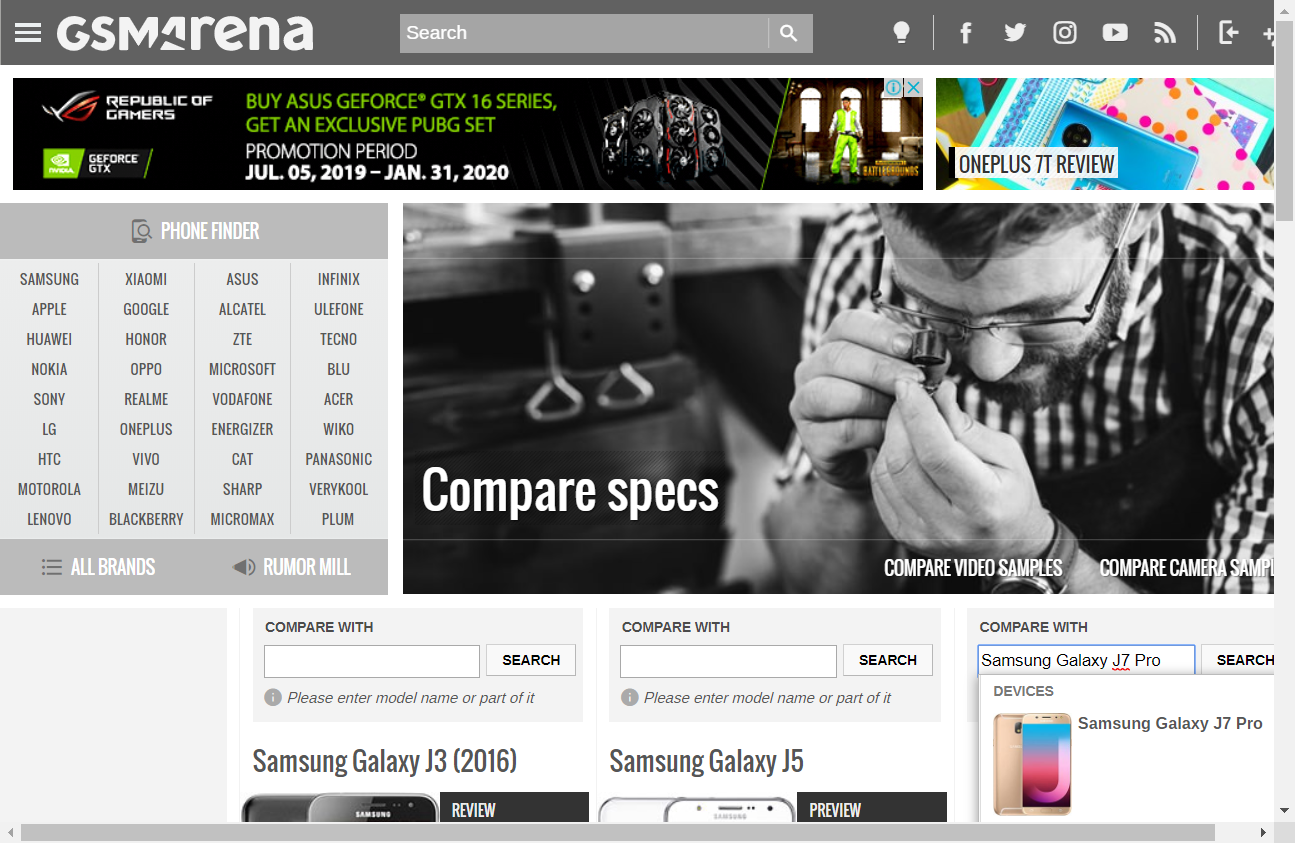 GSMArena
Search
REPUBLIC OF
GAMERS
NVIDIA
GEFORCE
GTX
BUY ASUS GEFORCE® GTX 16 SERIES,
GET AN EXCLUSIVE PUBG SET
PROMOTION PERIOD
JUL. 05, 2019 – JAN. 31, 2020
BATTLEGROUNDS
ONEPLUS 7T REVIEW
PHONE FINDER
SAMSUNG XIAOMI ASUS INFINIX
APPLE GOOGLE ALCATEL ULEFONE
HUAWEI HONOR ZTE TECNO
NOKIA OPPO MICROSOFT BLU
SONY REALME VODAFONE ACER
LG ONEPLUS ENERGIZER WIKO
HTC VIVO CAT PANASONIC
MOTOROLA MEIZU SHARP VERYKOOL
LENOVO BLACKBERRY MICROMAX PLUM
ALL BRANDS RUMOR MILL
Compare specs
COMPARE VIDEO SAMPLES COMPARE CAMERA SAMPL
COMPARE WITH
SEARCH
Please enter model name or part of it
Samsung Galaxy J3 (2016)
SAMSUNG
REVIEW
COMPARE WITH
SEARCH
Please enter model name or part of it
Samsung Galaxy J5
SAMSUNG
PREVIEW
COMPARE WITH
Samsung Galaxy J7 Pro
SEARCH
DEVICES
Samsung Galaxy J7 Pro